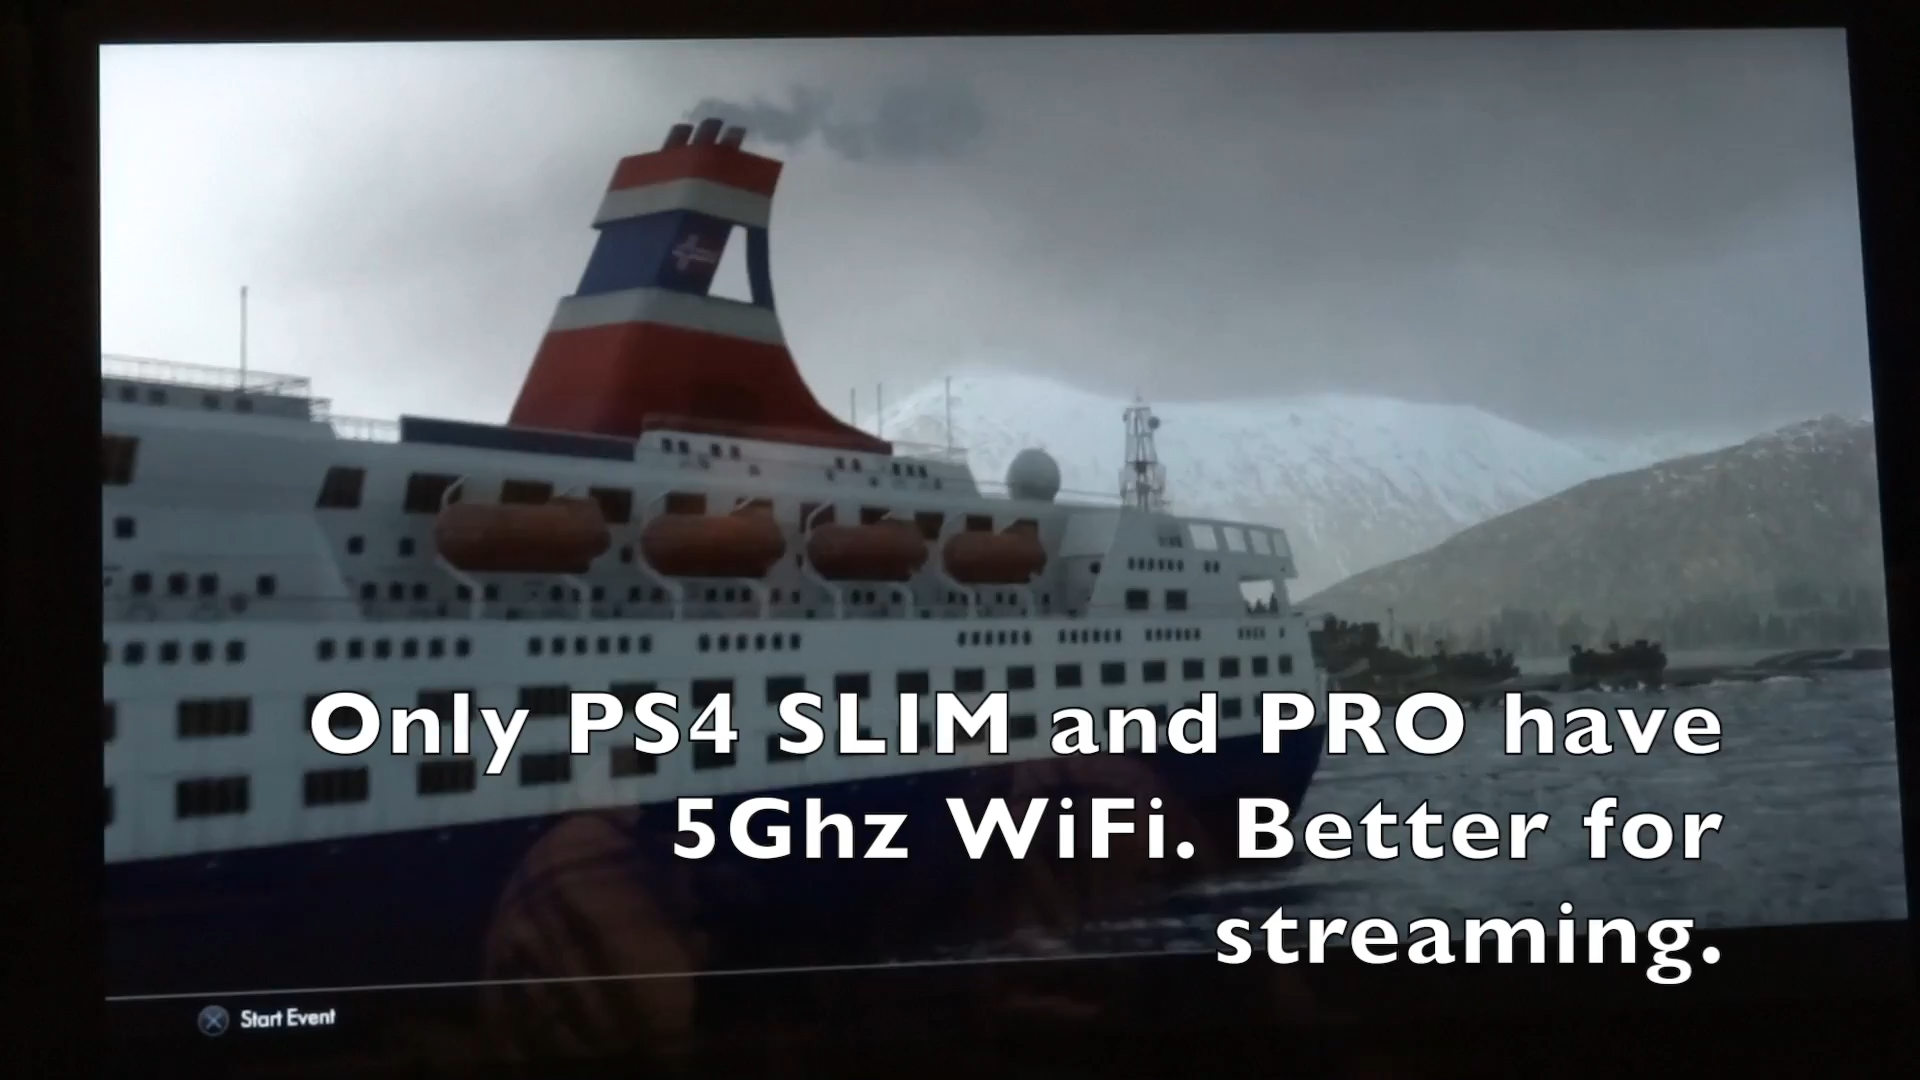 Only PS4 SLIM and PRO have
5Ghz WiFi. Better for
streaming.
Start Event